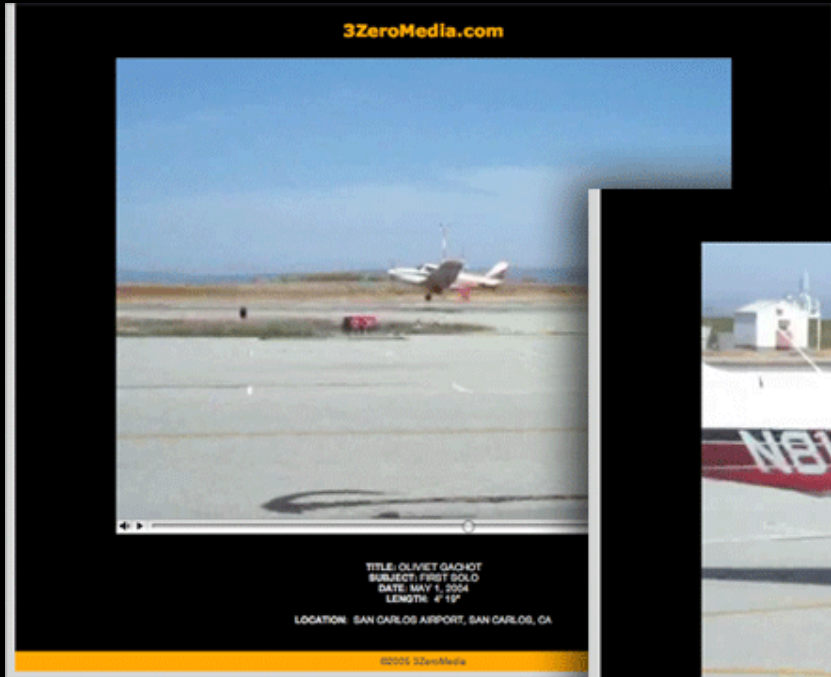 3ZeroMedia.com
TITLE: OLIVIET GACHOT
SUBJECT: FIRST SOLO
DATE: MAY 1, 2004
LENGTH: 4' 19"
LOCATION: SAN CARLOS AIRPORT, SAN CARLOS, CA
©2005 3ZeroMedia
N81